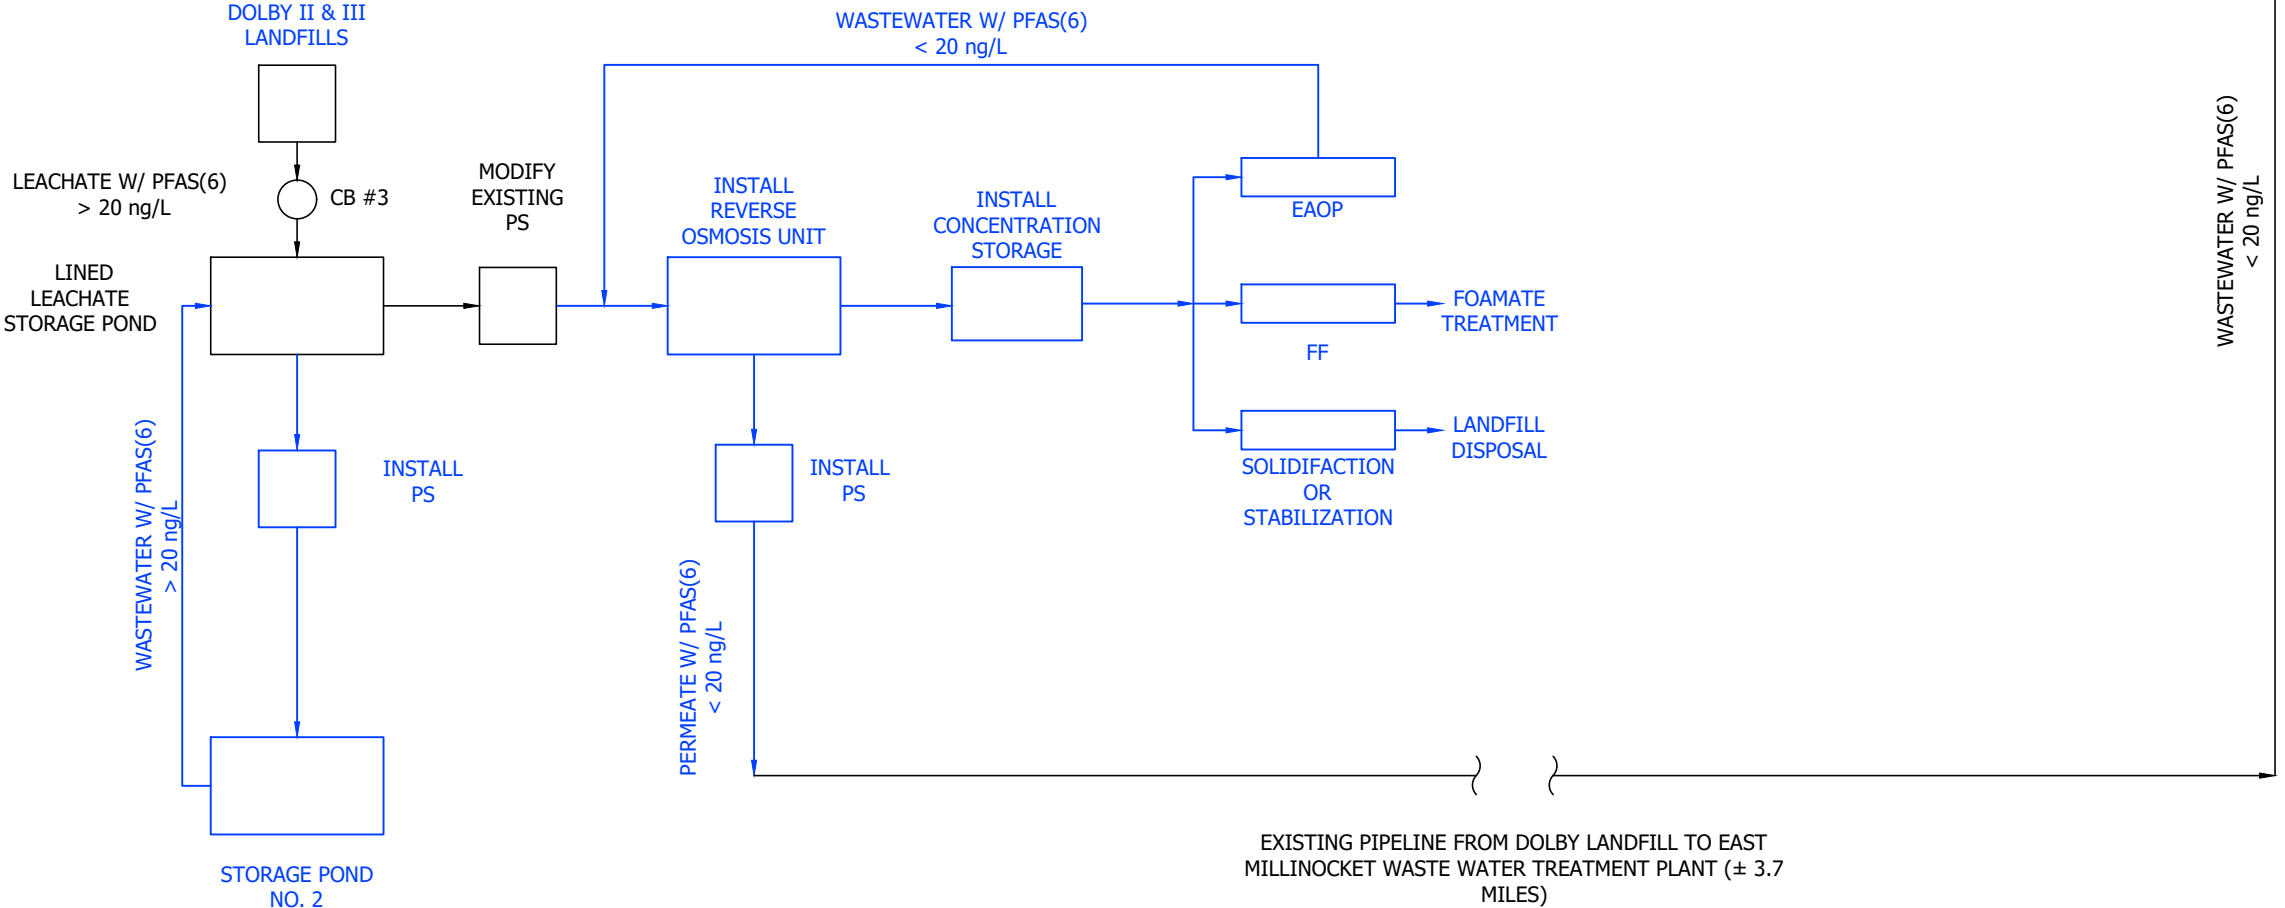 DOLBY II & III
LANDFILLS
WASTEWATER W/ PFAS(6)
< 20 ng/L
LEACHATE W/ PFAS(6)
> 20 ng/L
CB #3
MODIFY
EXISTING
PS
INSTALL
REVERSE
OSMOSIS UNIT
INSTALL
CONCENTRATION
STORAGE
EAOP
WASTEWATER W/ PFAS(6)
< 20 ng/L
LINED
LEACHATE
STORAGE POND
FOAMATE
TREATMENT
FF
LANDFILL
DISPOSAL
SOLIDIFACTION
OR
STABILIZATION
WASTEWATER W/ PFAS(6)
> 20 ng/L
INSTALL
PS
INSTALL
PS
PERMEATE W/ PFAS(6)
< 20 ng/L
STORAGE POND
NO. 2
EXISTING PIPELINE FROM DOLBY LANDFILL TO EAST
MILLINOCKET WASTE WATER TREATMENT PLANT (± 3.7
MILES)